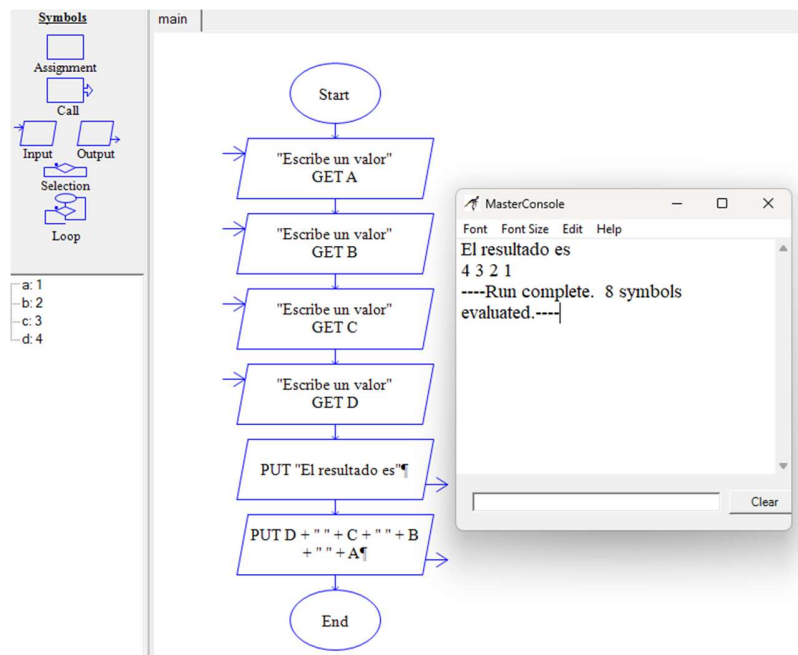 Symbols
Assignment
Call
Input Output
Selection
Loop
a: 1
b: 2
c: 3
d: 4
main
Start
"Escribe un valor"
GET A
"Escribe un valor"
GET B
"Escribe un valor"
GET C
"Escribe un valor"
GET D
PUT "El resultado es"¶
PUT D + " " + C + " " + B
+ " " + A¶
End
MasterConsole
Font Font Size Edit Help
El resultado es
4 3 2 1
----Run complete. 8 symbols
evaluated.----
Clear